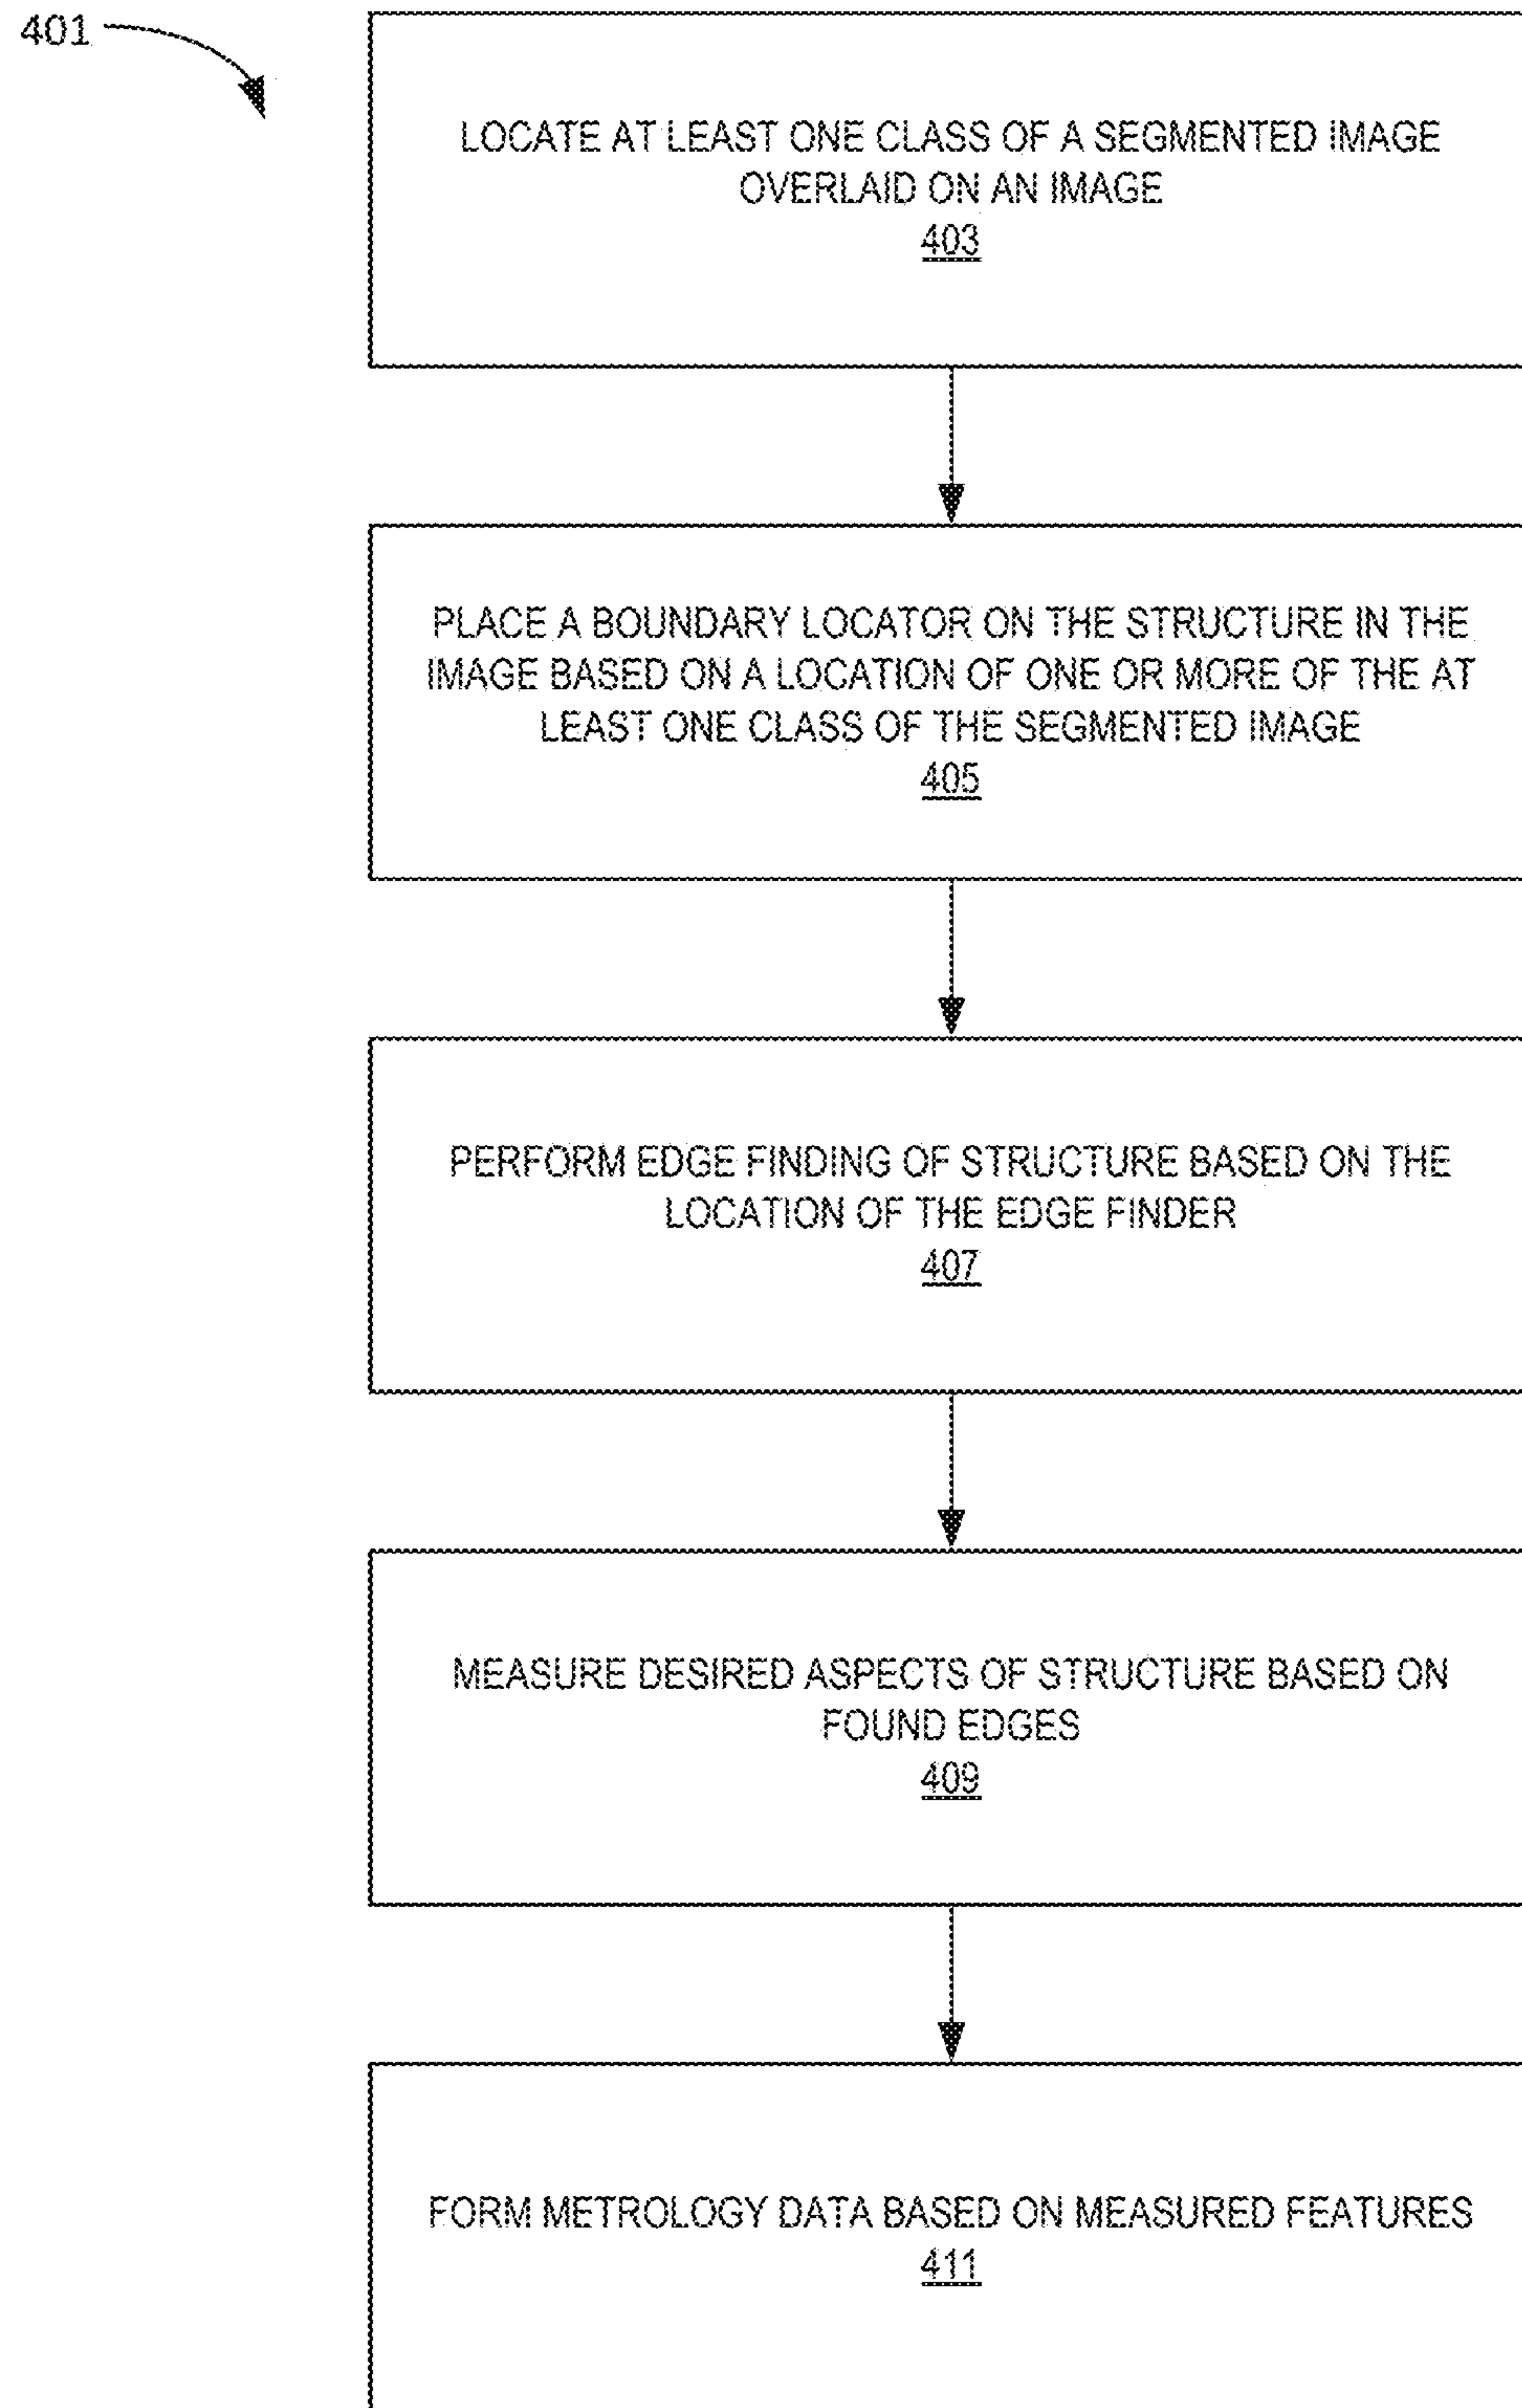 401
LOCATE AT LEAST ONE CLASS OF A SEGMENTED IMAGE
OVERLAID ON AN IMAGE
403
PLACE A BOUNDARY LOCATOR ON THE STRUCTURE IN THE
IMAGE BASED ON A LOCATION OF ONE OR MORE OF THE AT
LEAST ONE CLASS OF THE SEGMENTED IMAGE
405
PERFORM EDGE FINDING OF STRUCTURE BASED ON THE
LOCATION OF THE EDGE FINDER
407
MEASURE DESIRED ASPECTS OF STRUCTURE BASED ON
FOUND EDGES
409
FORM METROLOGY DATA BASED ON MEASURED FEATURES
411